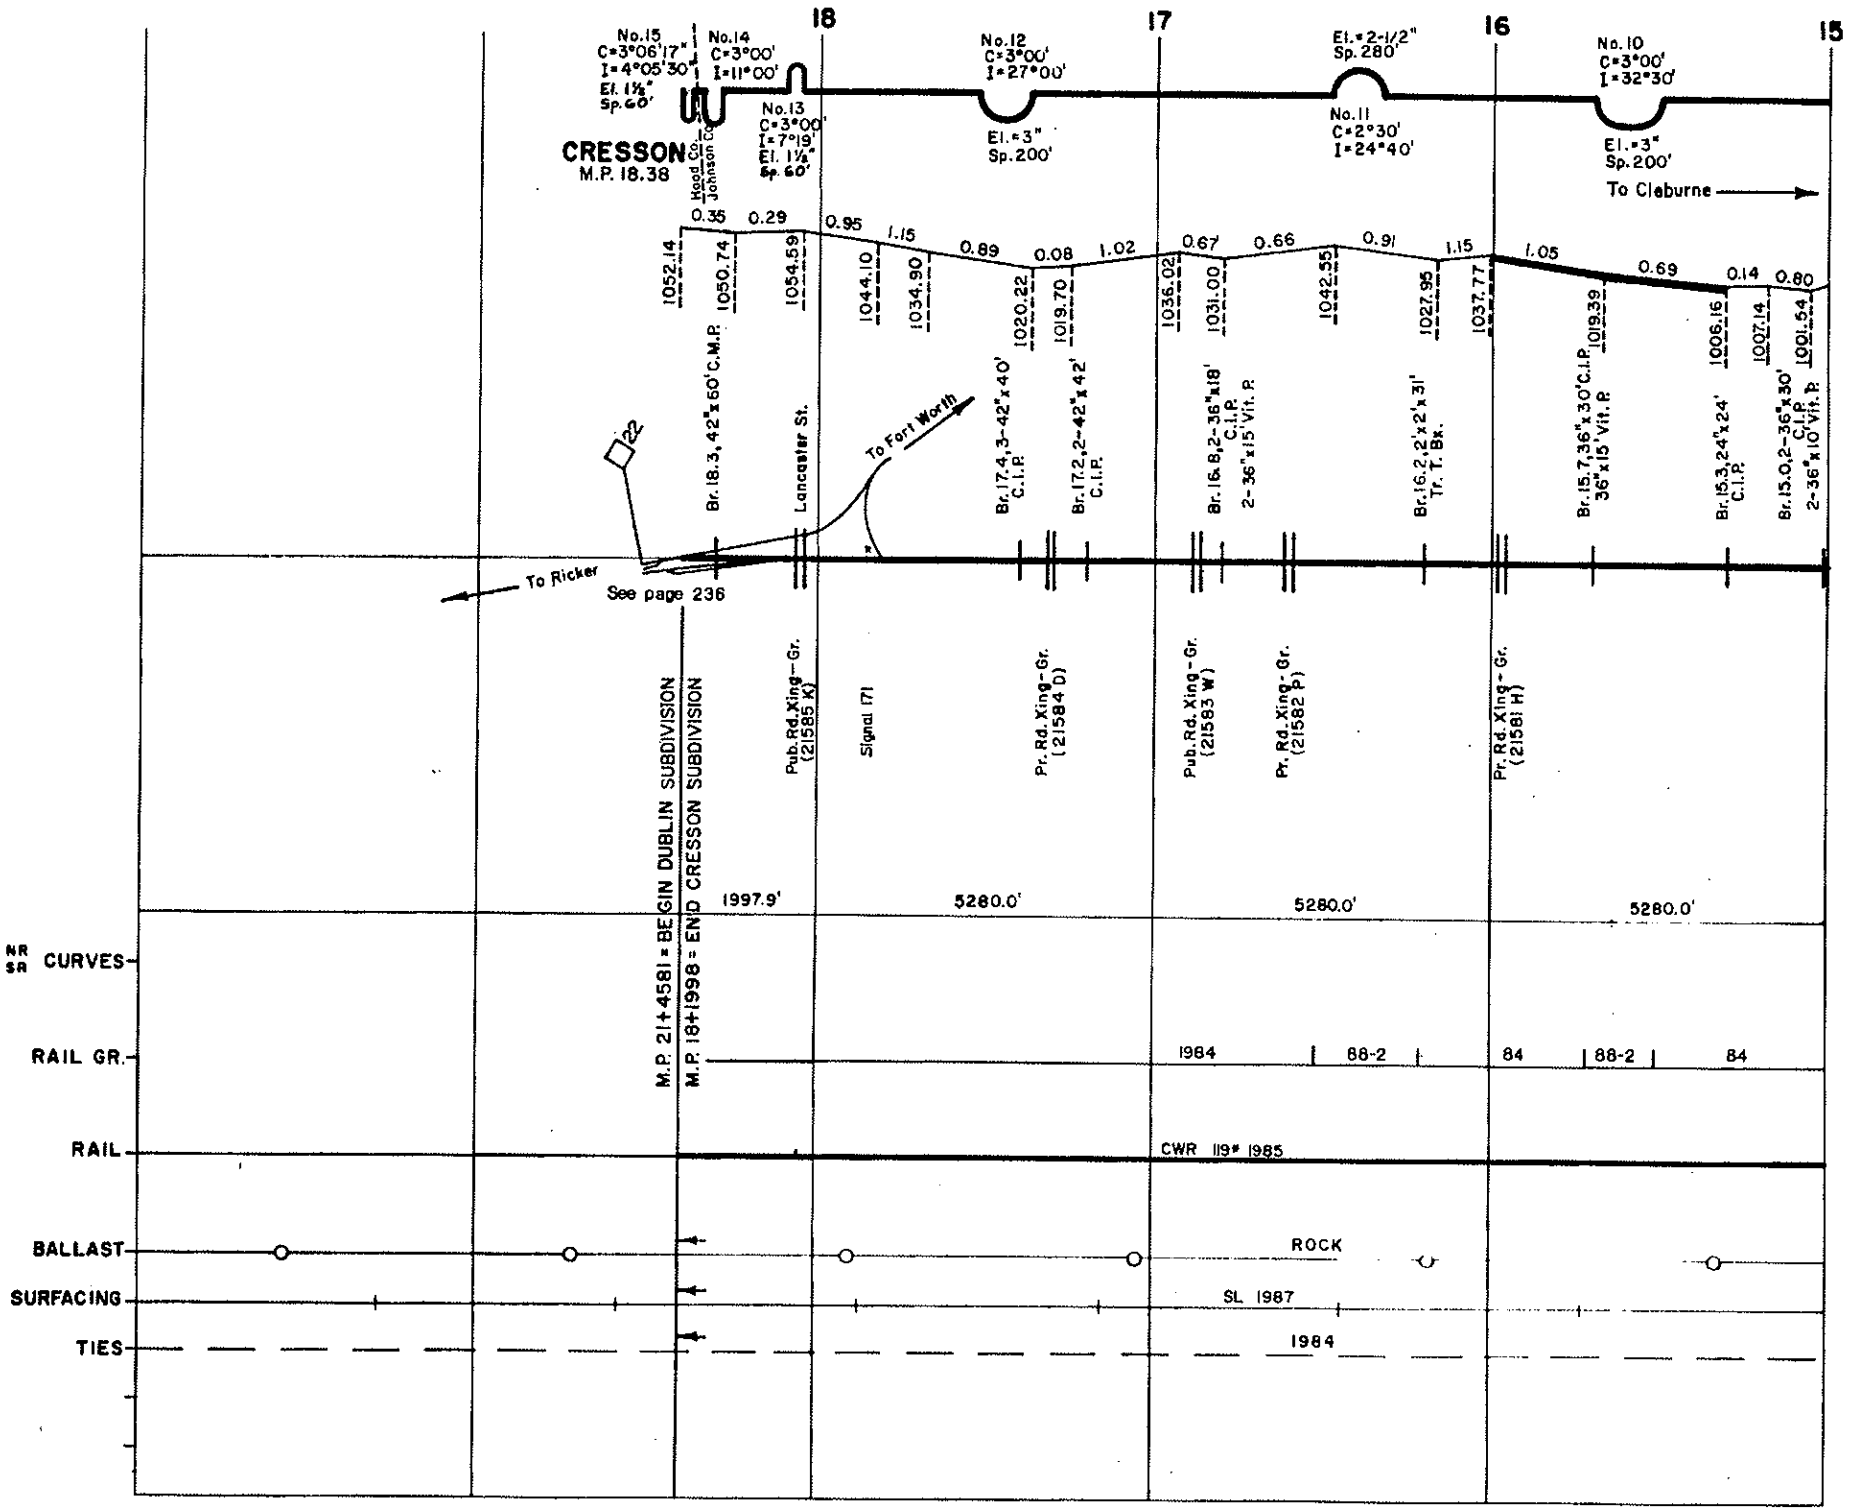 18
17
16
15
No.15
C=3°06'17"
I=4°05'30"
El. 1½"
Sp.60'
No.14
C=3°00'
I=11°00'
No.13
C=3°00'
I=7°19'
El. 1½"
Sp. 60'
No.12
C=3°00'
I=27°00'
El.=3"
Sp.200'
El.=2-1/2"
Sp.280'
No.11
C=2°30'
I=24°40'
No.10
C=3°00'
I=32°30'
El.=3"
Sp.200'
CRESSON
M.P. 18.38
Hood Co.
Johnson Co.
To Cleburne
0.35
0.29
0.95
1.15
0.89
0.08
1.02
0.67
0.66
0.91
1.15
1.05
0.69
0.14
0.80
1052.14
1050.74
1054.59
1044.10
1034.90
1020.22
1019.70
1036.02
1031.00
1042.55
1027.95
1037.77
1019.39
1006.16
1007.14
1001.54
22
Br. 18.3, 42"x60' C.M.P.
Lancaster St.
To Fort Worth
Br. 17.4, 3-42"x40'
C.I.P.
Br. 17.2, 2-42"x42'
C.I.P.
Br. 16.8, 2-36"x18'
C.I.P.
2-36"x15' Vit. P.
Br. 16.2, 2'x2'x31'
Tr. T. Bx.
Br. 15.7, 36"x30' C.I.P.
36"x15' Vit. P.
Br. 15.3, 24"x24'
C.I.P.
Br. 15.0, 2-36"x30'
C.I.P.
2-36"x10' Vit. P.
To Ricker
See page 236
Pub. Rd. Xing-Gr.
(21585 K)
Signal 171
Pr. Rd. Xing-Gr.
(21584 D)
Pub. Rd. Xing-Gr.
(21583 W)
Pr. Rd. Xing-Gr.
(21582 P)
Pr. Rd. Xing-Gr.
(21581 H)
M.P. 21+4581 = BEGIN DUBLIN SUBDIVISION
M.P. 18+1998 = END CRESSON SUBDIVISION
1997.9'
5280.0'
5280.0'
5280.0'
NR
SR
CURVES
RAIL GR.
1984
88-2
84
88-2
84
RAIL
CWR 119# 1985
BALLAST
ROCK
SURFACING
SL 1987
TIES
1984